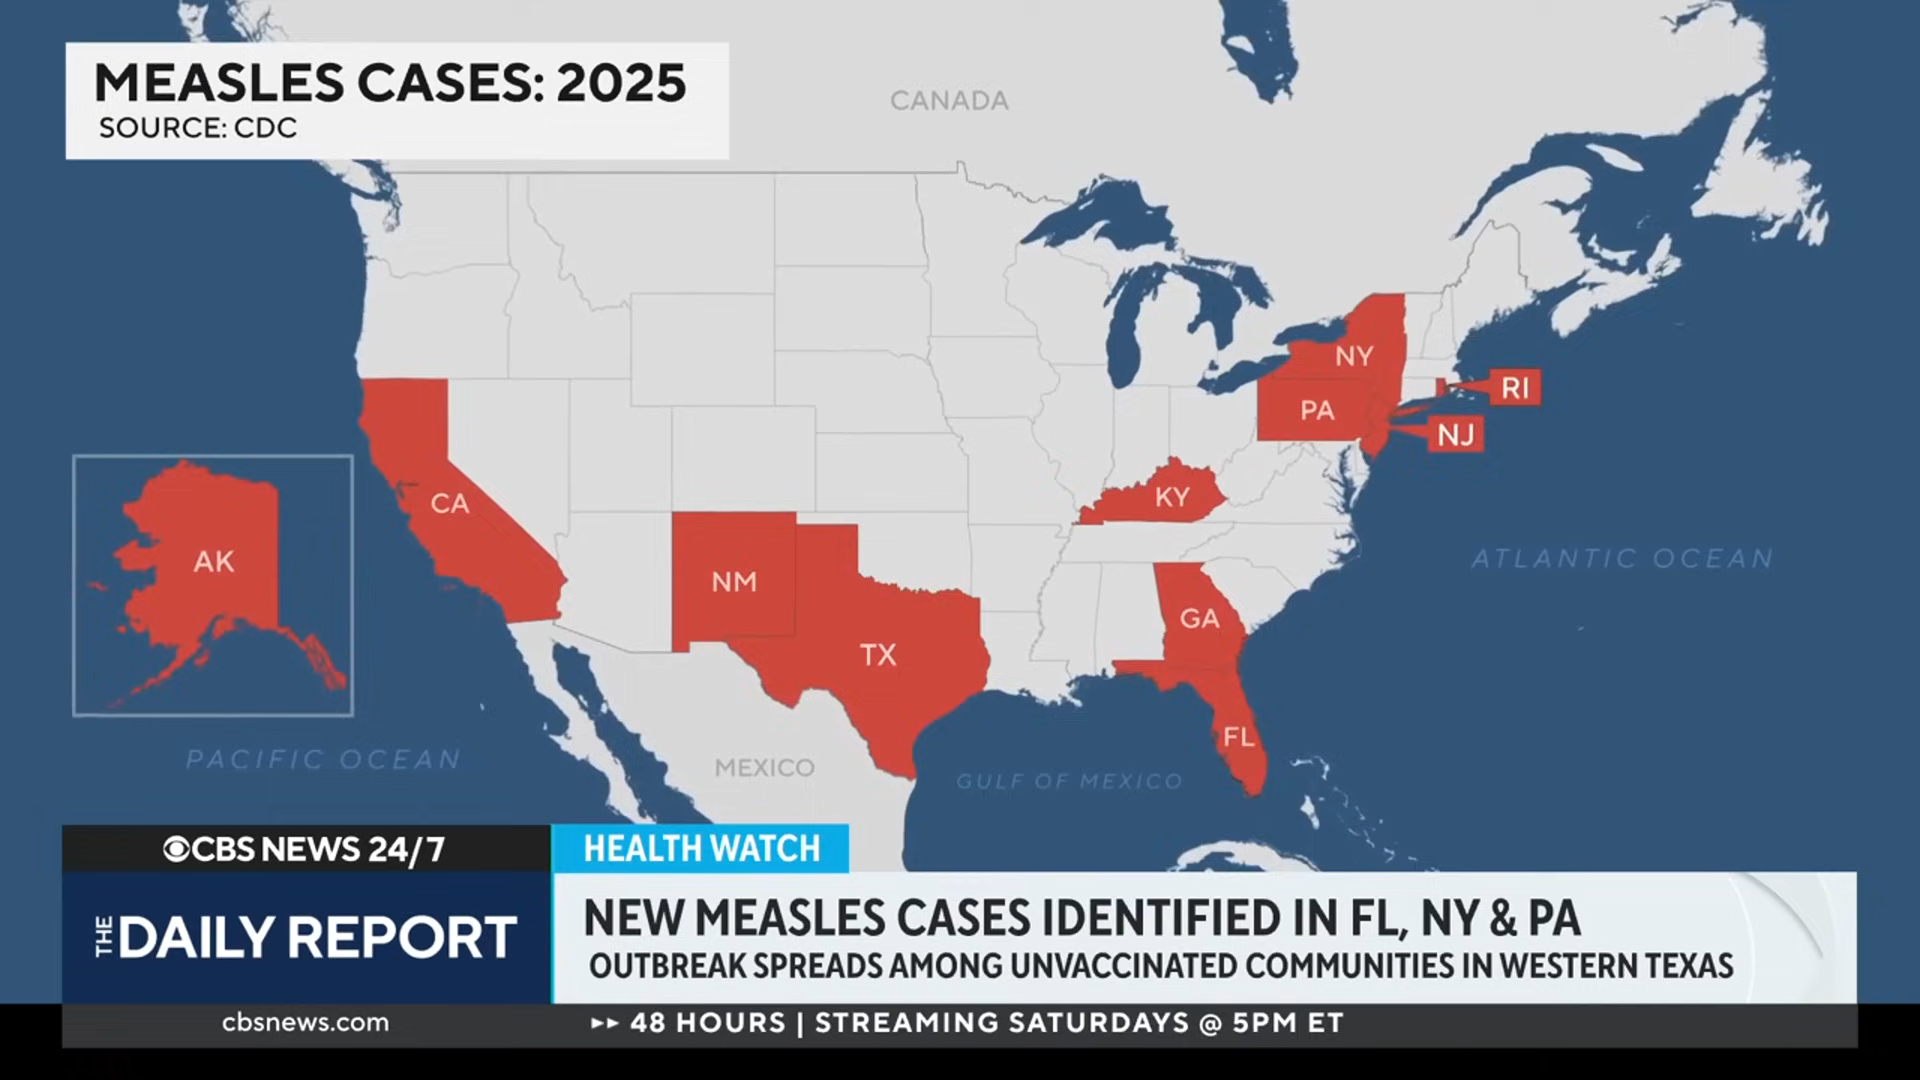 MEASLES CASES: 2025
SOURCE: CDC
CANADA
NY
RI
PA
NJ
CA
KY
AK
NM
ATLANTIC OCEAN
GA
TX
FL
PACIFIC OCEAN
MEXICO
GULF OF MEXICO
CBS NEWS 24/7
HEALTH WATCH
THE DAILY REPORT
NEW MEASLES CASES IDENTIFIED IN FL, NY & PA
OUTBREAK SPREADS AMONG UNVACCINATED COMMUNITIES IN WESTERN TEXAS
cbsnews.com
48 HOURS | STREAMING SATURDAYS @ 5PM ET